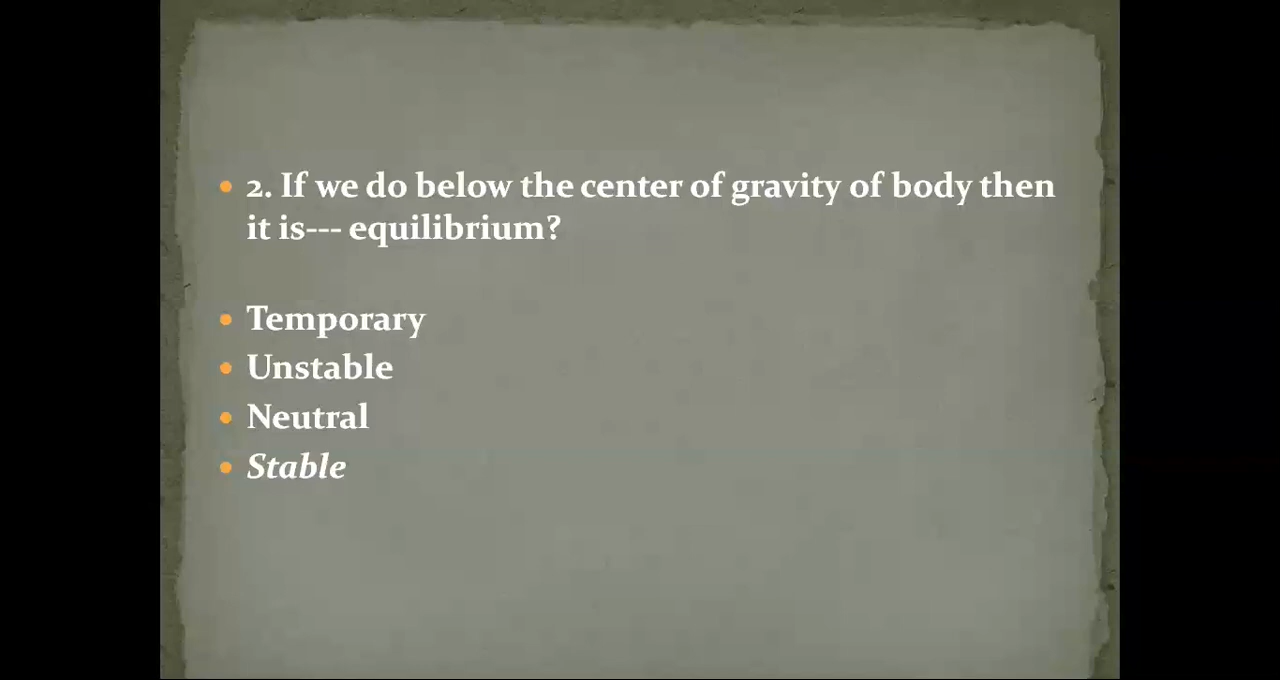 2. If we do below the center of gravity of body then
it is--- equilibrium?
Temporary
Unstable
Neutral
Stable